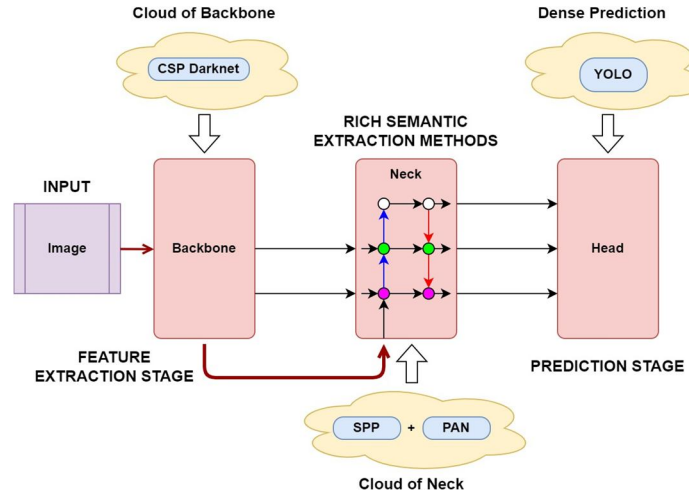 Cloud of Backbone
Dense Prediction
CSP Darknet
YOLO
RICH SEMANTIC
EXTRACTION METHODS
INPUT
Neck
Image
Backbone
Head
FEATURE
EXTRACTION STAGE
PREDICTION STAGE
SPP + PAN
Cloud of Neck